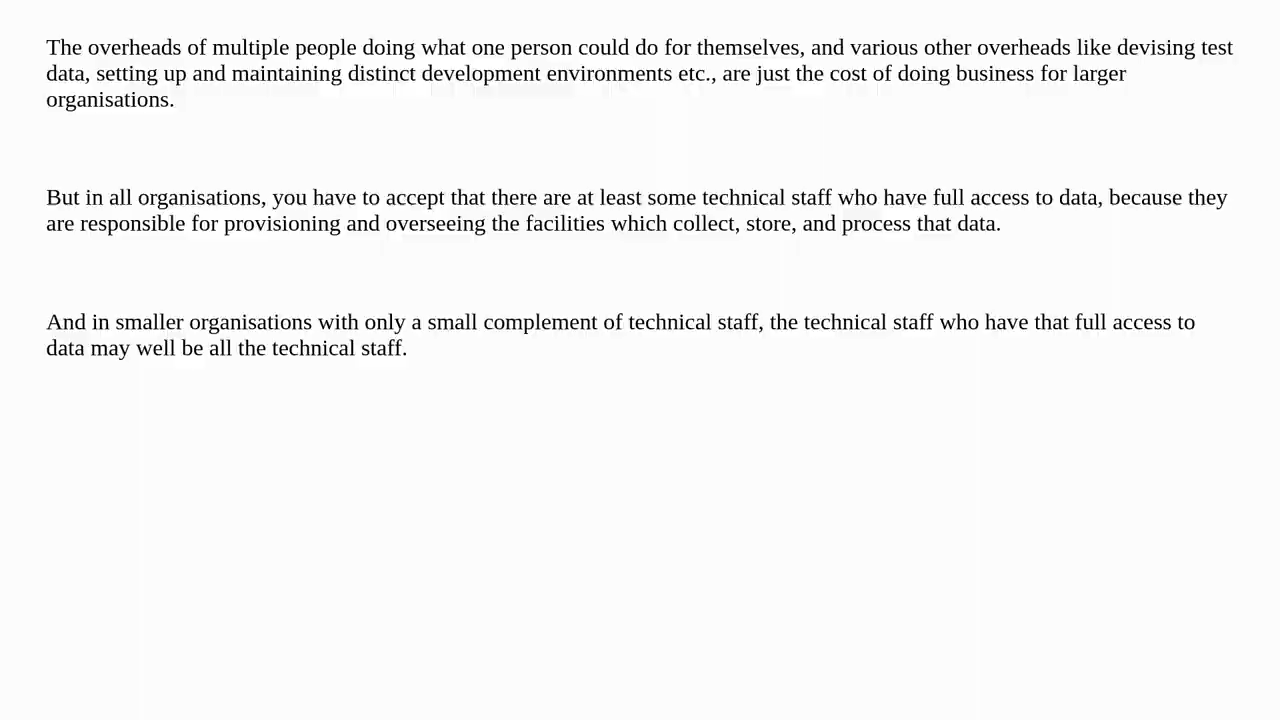 The overheads of multiple people doing what one person could do for themselves, and various other overheads like devising test
data, setting up and maintaining distinct development environments etc., are just the cost of doing business for larger
organisations.
But in all organisations, you have to accept that there are at least some technical staff who have full access to data, because they
are responsible for provisioning and overseeing the facilities which collect, store, and process that data.
And in smaller organisations with only a small complement of technical staff, the technical staff who have that full access to
data may well be all the technical staff.